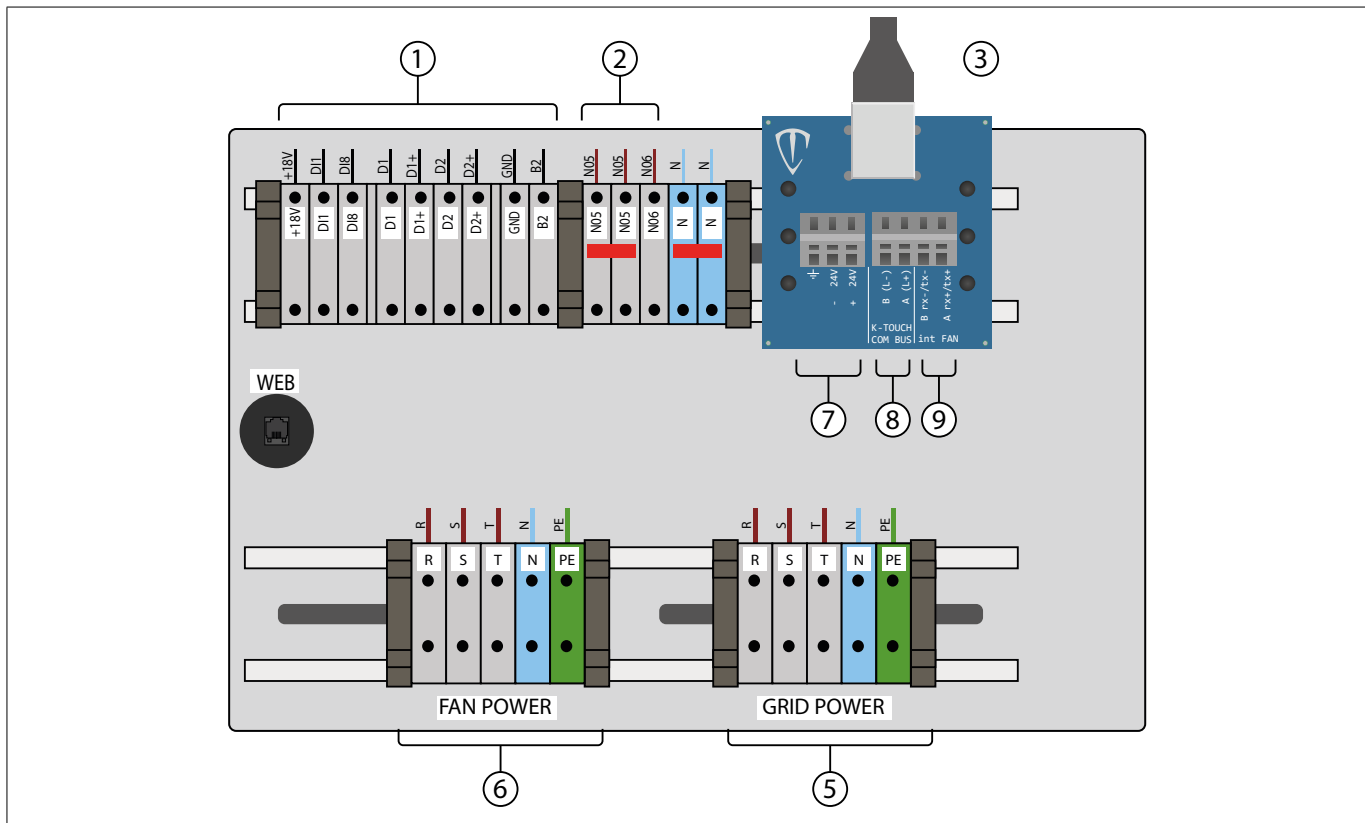 1 2 3
+18V DI1 DI8 D1 D1+ D2 D2+ GND B2 N05 N05 N06 N N
+18V DI1 DI8 D1 D1+ D2 D2+ GND B2 N05 N05 N06 N N
- 24V + 24V B (L-) A (L+) B rx-/tx- A rx+/tx+
K-TOUCH
COM BUS int FAN
WEB
7 8 9
R S T N PE R S T N PE
R S T N PE R S T N PE
FAN POWER GRID POWER
6 5